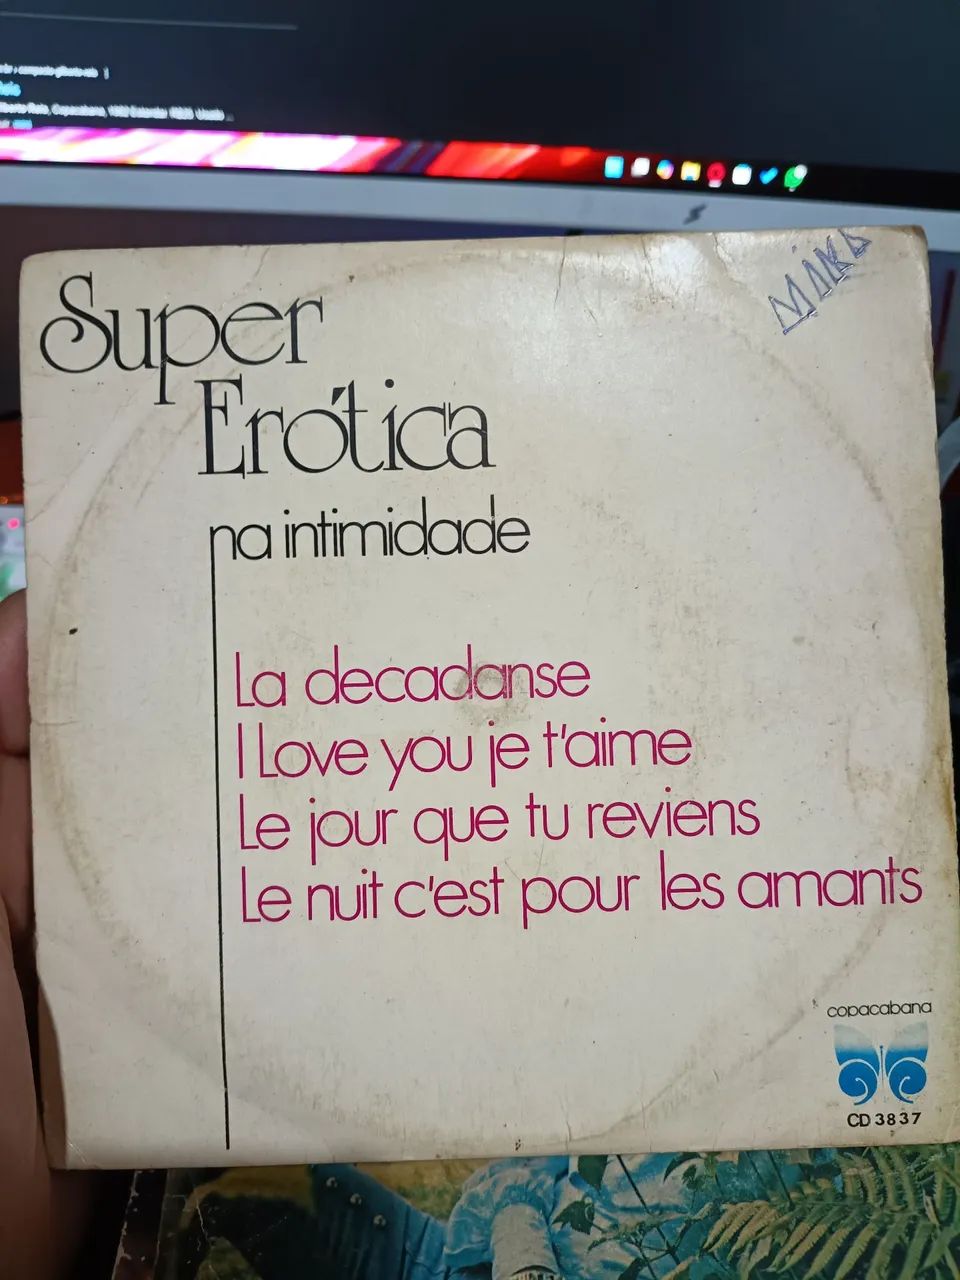 Super
Erótica
na intimidade
La decadanse
I Love you je t'aime
Le jour que tu reviens
Le nuit c'est pour les amants
copacabana
CD 3837